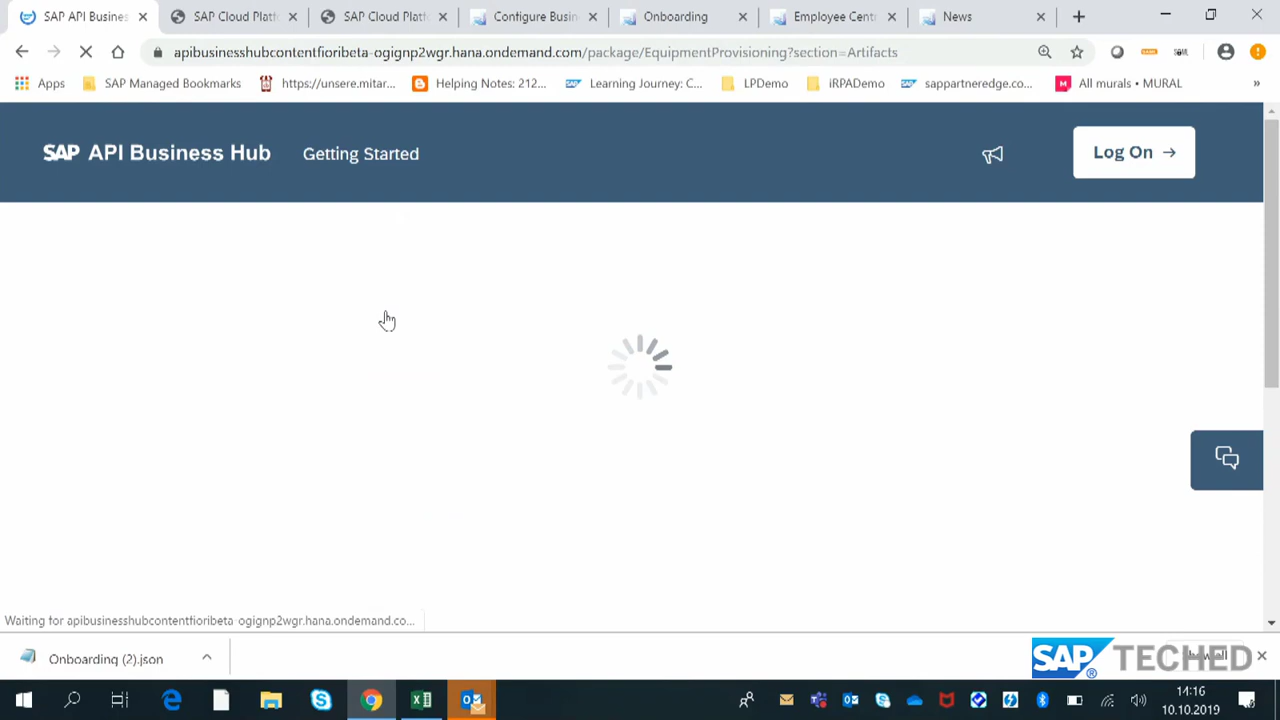 SAP API Busines
SAP Cloud Platf
SAP Cloud Platf
Configure Busin
Onboarding
Employee Centr
News
apibusinesshubcontentfioribeta-ogignp2wgr.hana.ondemand.com/package/EquipmentProvisioning?section=Artifacts
Apps
SAP Managed Bookmarks
https://unsere.mitar...
Helping Notes: 212...
Learning Journey: C...
LPDemo
iRPADemo
sappartneredge.co...
All murals • MURAL
»
SAP API Business Hub
Getting Started
Log On →
Waiting for apibusinesshubcontentfioribeta-ogignp2wgr.hana.ondemand.co...
Onboarding (2).json
SAP® TECHED
14:16
10.10.2019